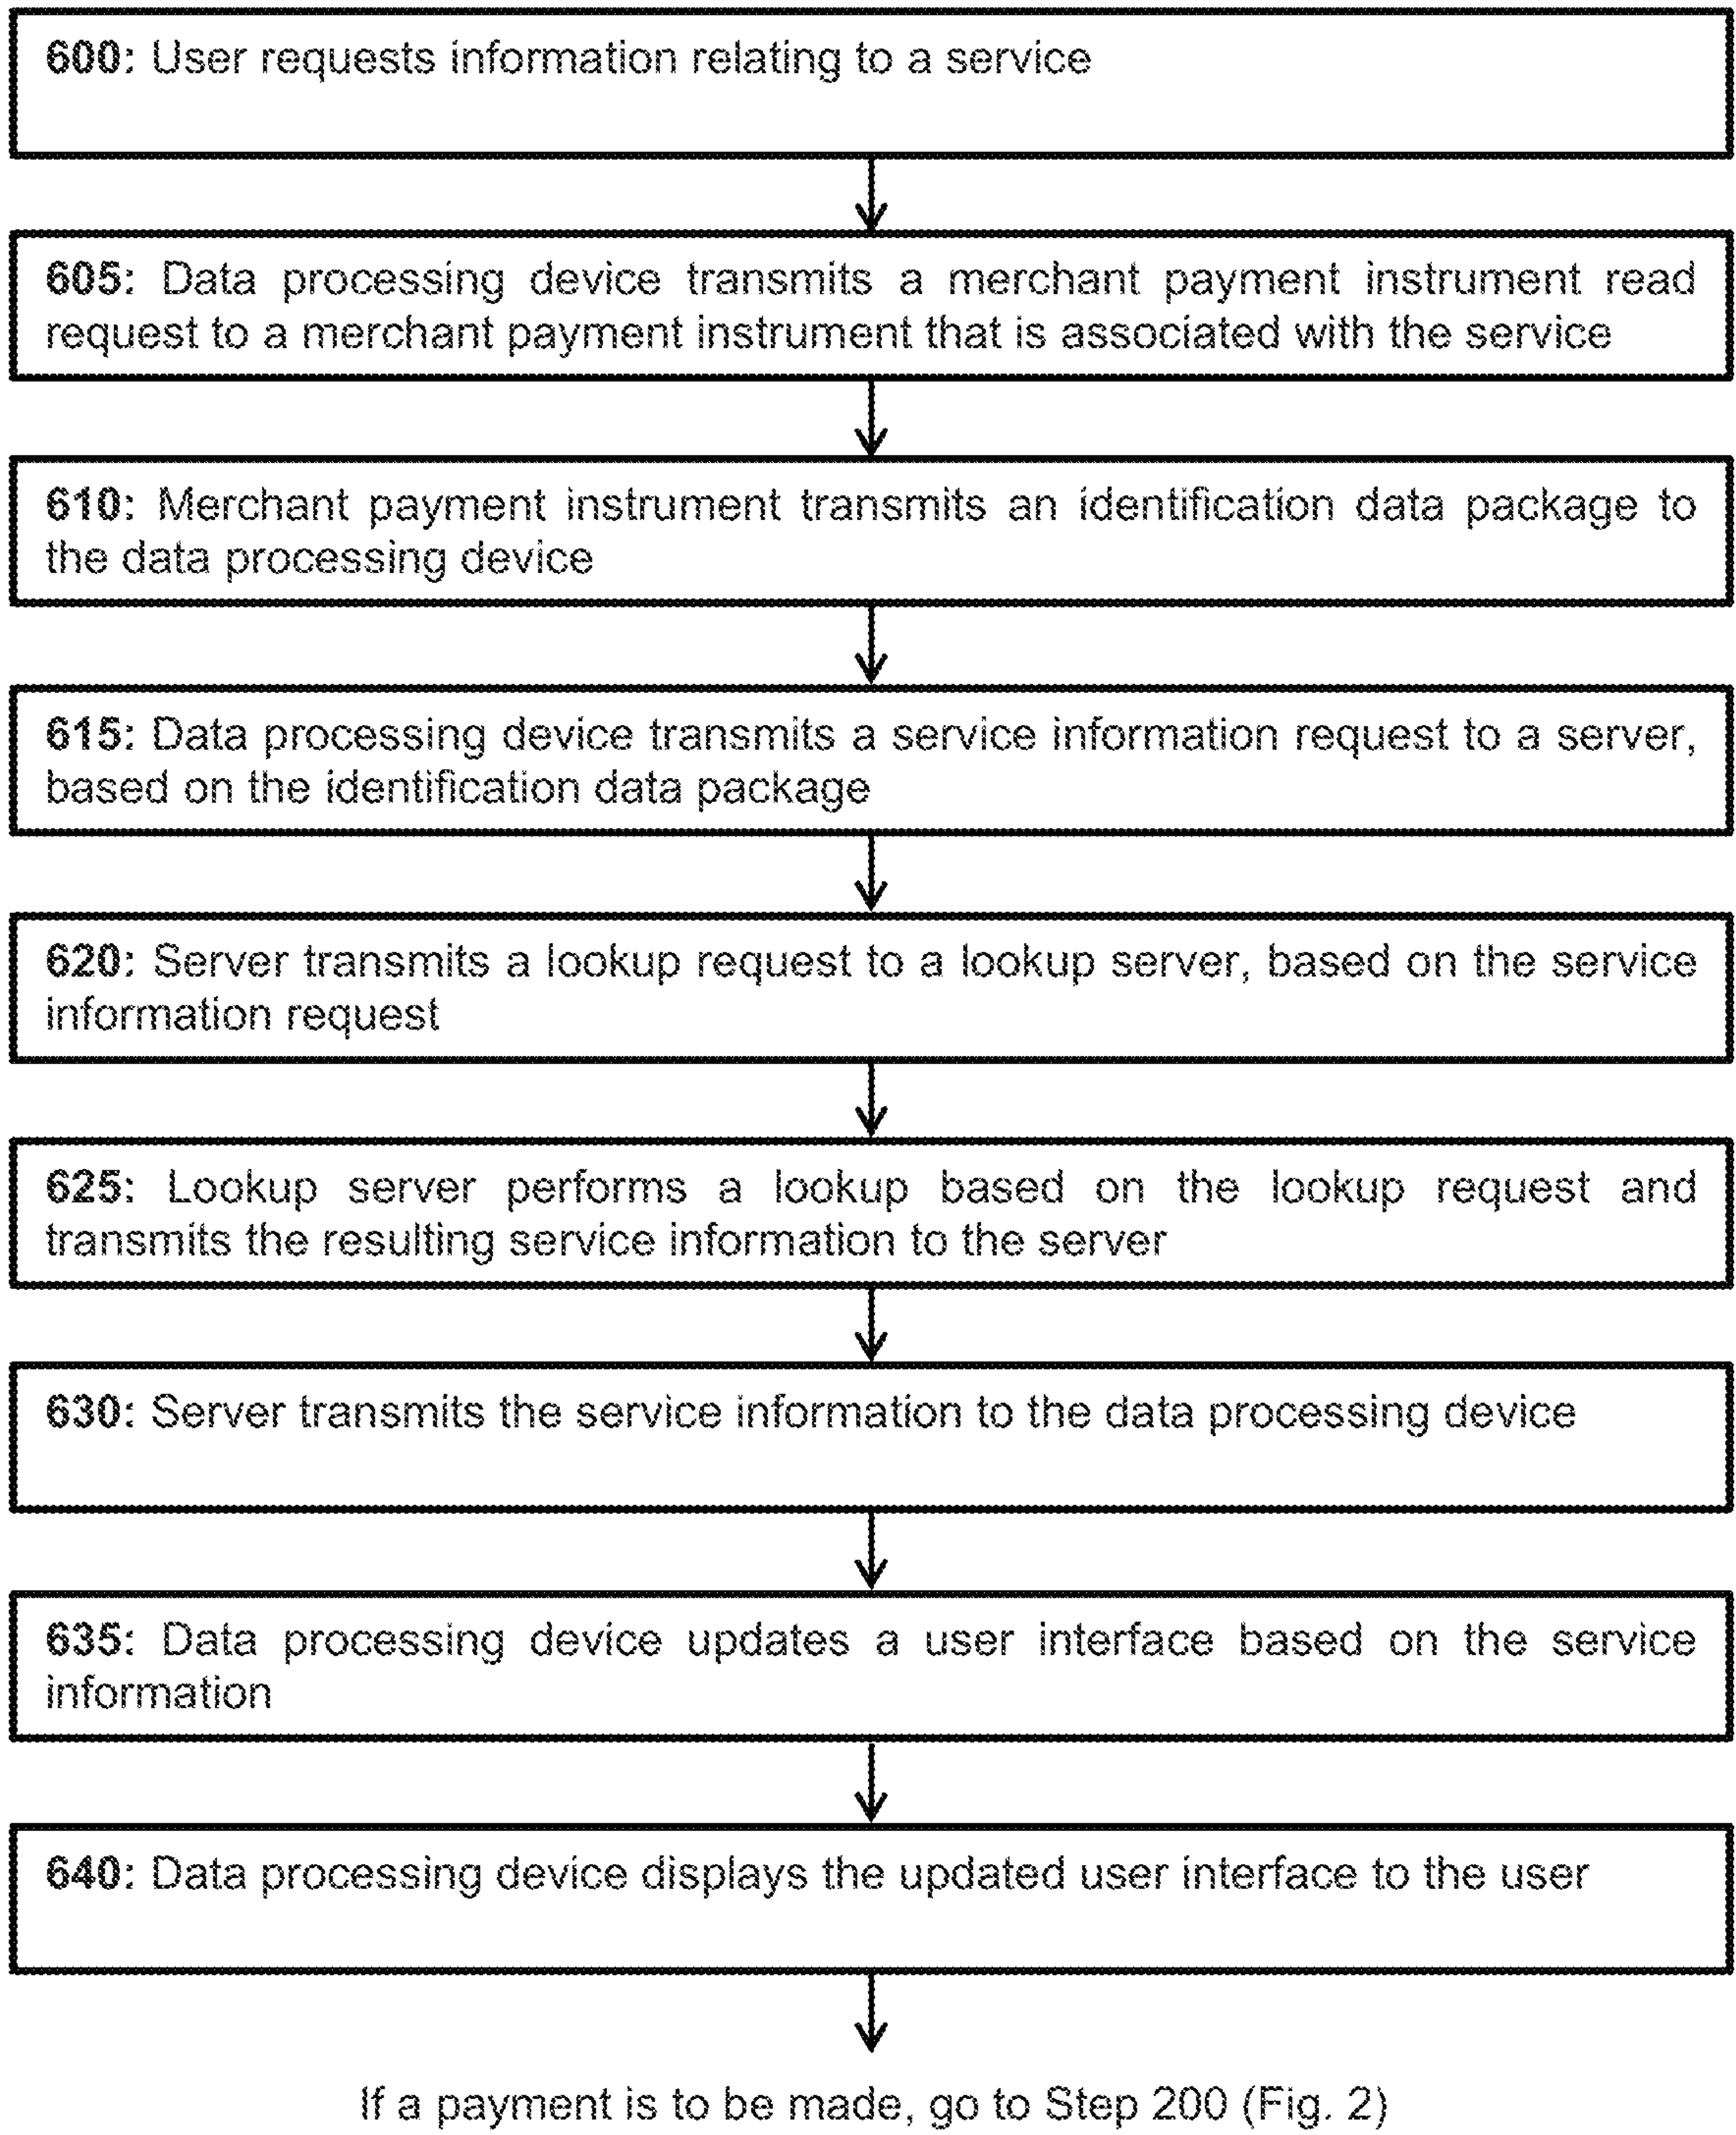 600: User requests information relating to a service
605: Data processing device transmits a merchant payment instrument read
request to a merchant payment instrument that is associated with the service
610: Merchant payment instrument transmits an identification data package to
the data processing device
615: Data processing device transmits a service information request to a server,
based on the identification data package
620: Server transmits a lookup request to a lookup server, based on the service
information request
625: Lookup server performs a lookup based on the lookup request and
transmits the resulting service information to the server
630: Server transmits the service information to the data processing device
635: Data processing device updates a user interface based on the service
information
640: Data processing device displays the updated user interface to the user
If a payment is to be made, go to Step 200 (Fig. 2)